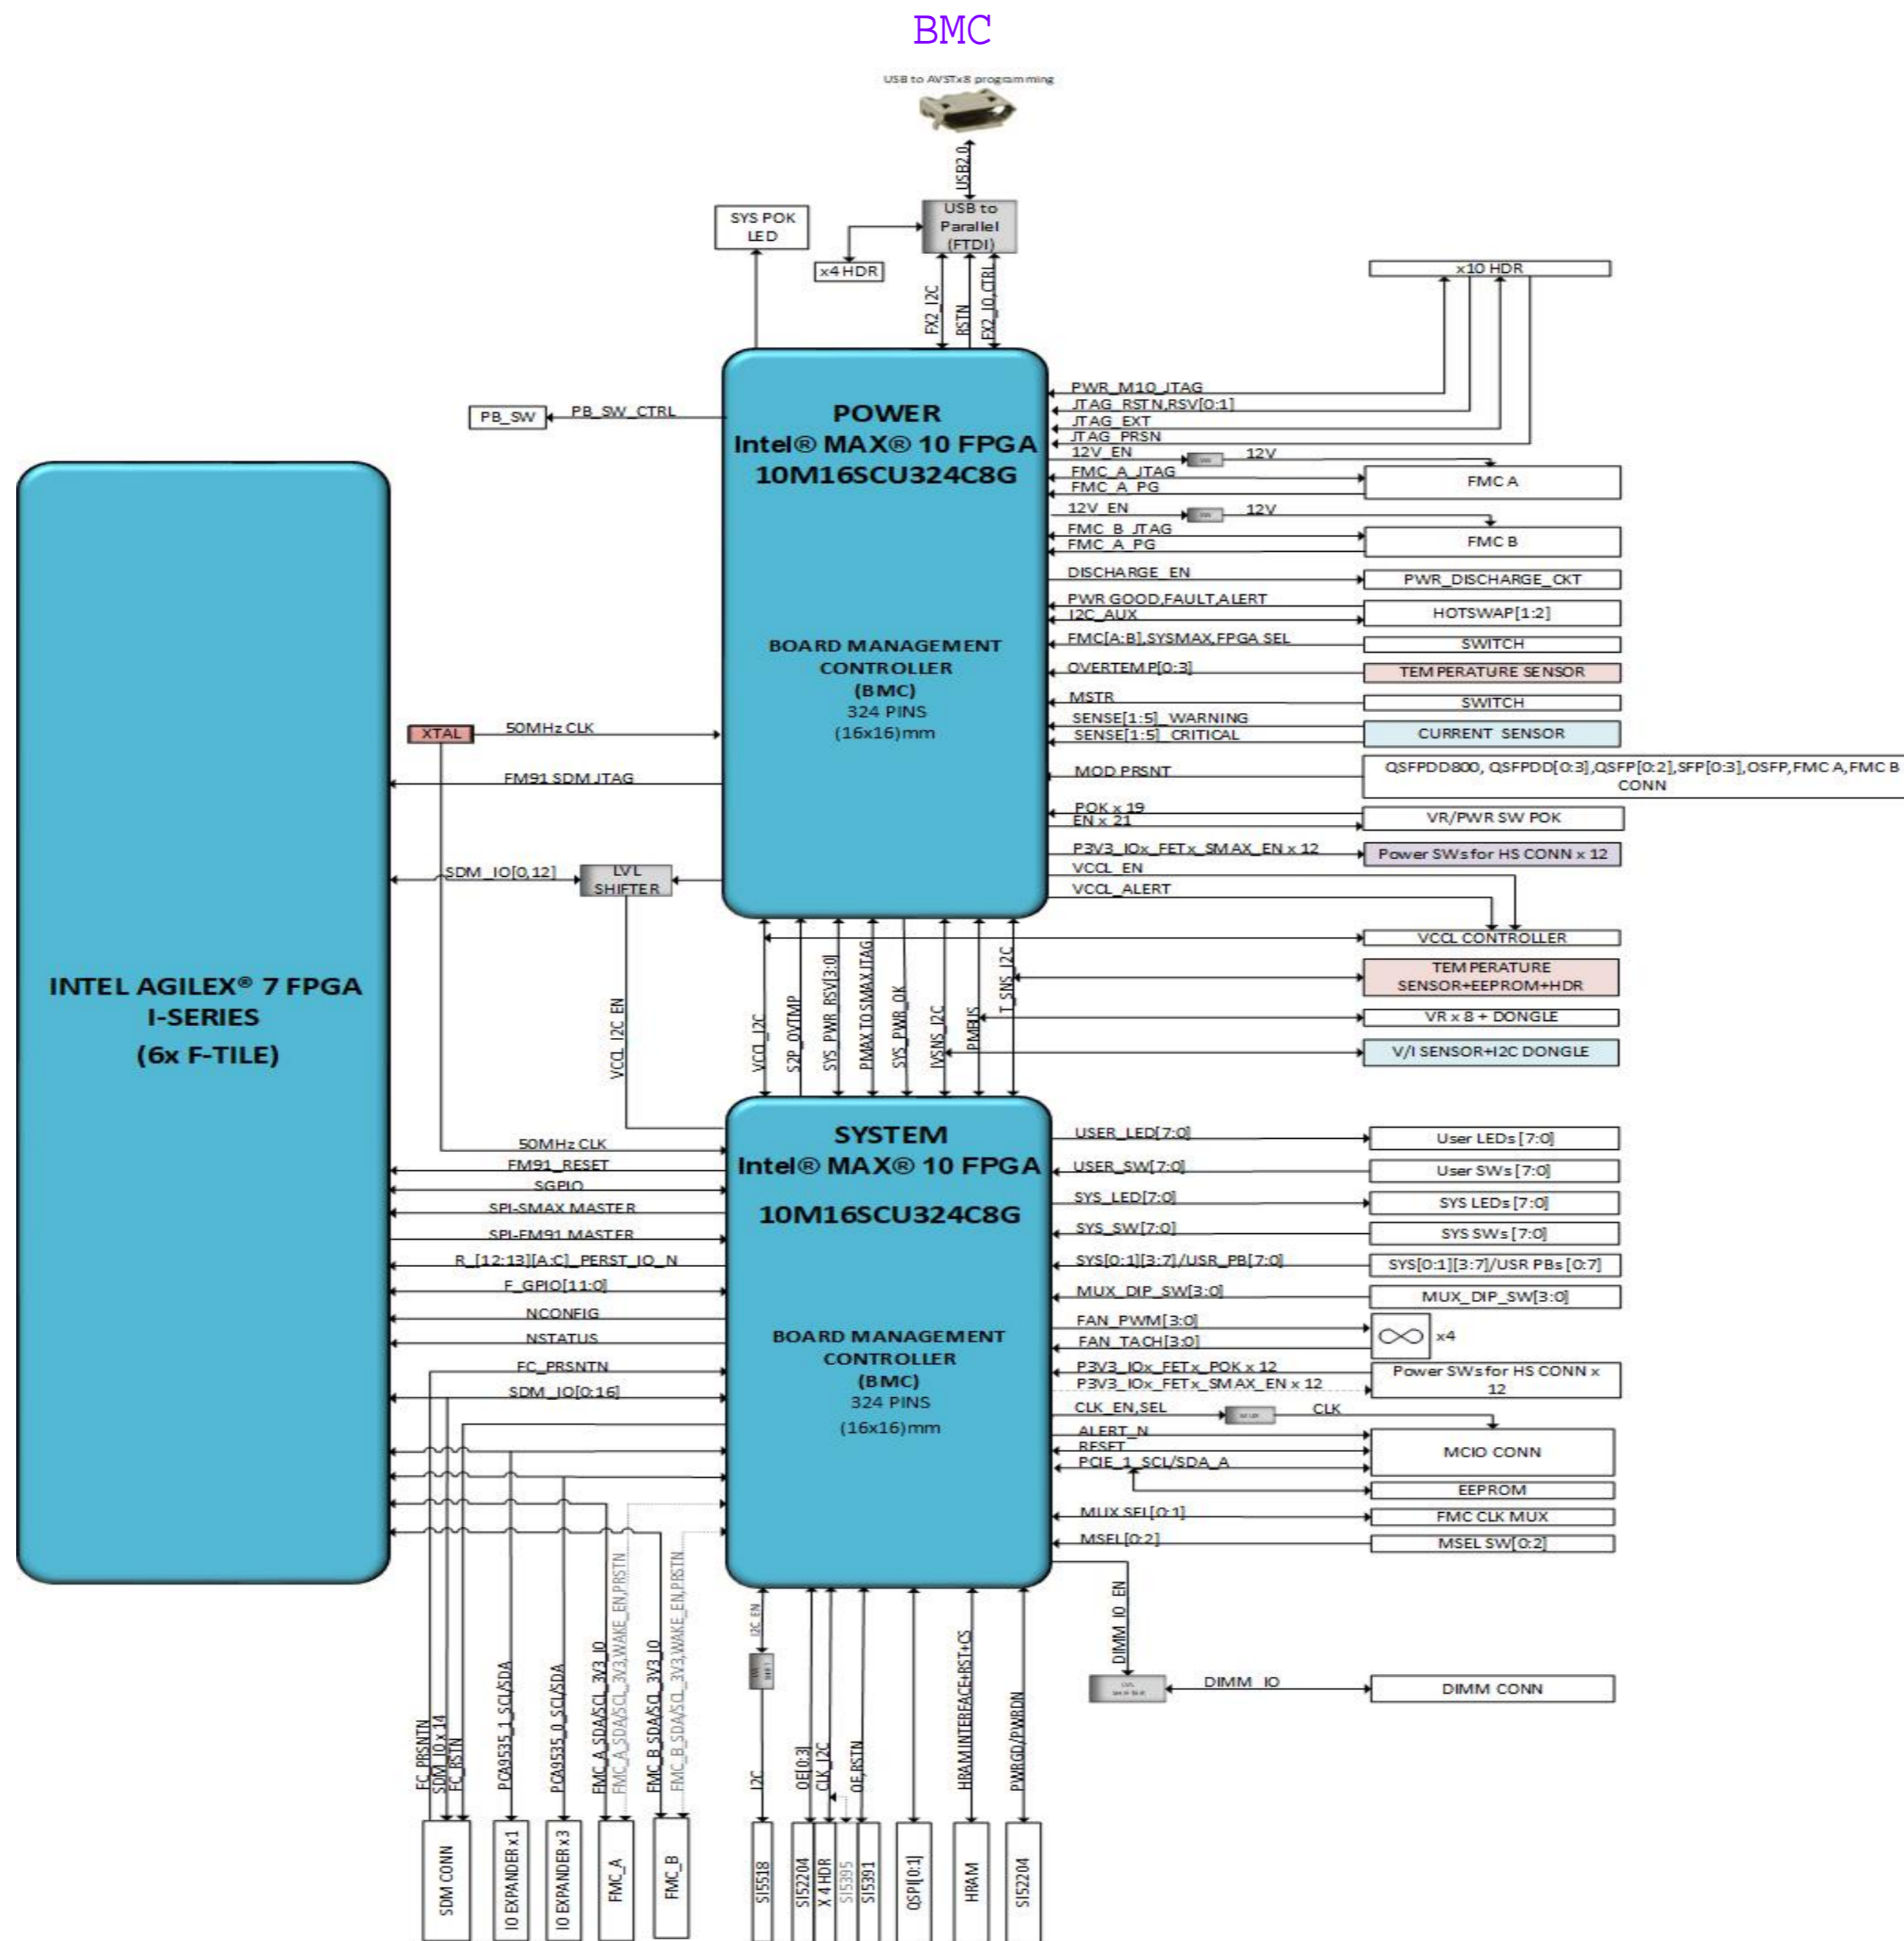 BMC
USB to AVSTx8 programming
USB2.0
USB to
Parallel
(FTDI)
SYS POK
LED
x4 HDR
FX2_I2C
RSTN
FX2_IO,CTRL
x10 HDR
PB_SW
PB_SW_CTRL
POWER
Intel® MAX® 10 FPGA
10M16SCU324C8G
BOARD MANAGEMENT
CONTROLLER
(BMC)
324 PINS
(16x16)mm
PWR_M10_JTAG
JTAG_RSTN,RSV[0:1]
JTAG_EXT
JTAG_PRSN
12V_EN
12V
FMC_A_JTAG
FMC_A_PG
FMC A
12V_EN
12V
FMC_B_JTAG
FMC_A_PG
FMC B
DISCHARGE_EN
PWR_DISCHARGE_CKT
PWR GOOD,FAULT,ALERT
I2C_AUX
HOTSWAP[1:2]
FMC[A:B],SYSMAX,FPGA SEL
SWITCH
OVERTEMP[0:3]
TEMPERATURE SENSOR
MSTR
SWITCH
SENSE[1:5]_WARNING
SENSE[1:5]_CRITICAL
CURRENT SENSOR
MOD PRSNT
QSFPDD800, QSFPDD[0:3],QSFP[0:2],SFP[0:3],OSFP,FMC A,FMC B
CONN
POK x 19
EN x 21
VR/PWR SW POK
P3V3_IOx_FETx_SMAX_EN x 12
Power SWs for HS CONN x 12
VCCL_EN
VCCL_ALERT
VCCL CONTROLLER
TEMPERATURE
SENSOR+EEPROM+HDR
VR x 8 + DONGLE
V/I SENSOR+I2C DONGLE
XTAL
50MHz CLK
FM91 SDM JTAG
SDM_IO[0,12]
LVL
SHIFTER
VCCL_I2C_EN
VCCL_I2C
S2P_OVTMP
SYS_PWR_RSV[3:0]
PMAX TO SMAX JTAG
SYS_PWR_OK
IVSNS_I2C
PMBUS
T_SNS_I2C
INTEL AGILEX® 7 FPGA
I-SERIES
(6x F-TILE)
50MHz CLK
FM91_RESET
SGPIO
SPI-SMAX MASTER
SPI-FM91 MASTER
R_[12:13][A:C]_PERST_IO_N
F_GPIO[11:0]
NCONFIG
NSTATUS
FC_PRSNTN
SDM_IO[0:16]
SYSTEM
Intel® MAX® 10 FPGA
10M16SCU324C8G
BOARD MANAGEMENT
CONTROLLER
(BMC)
324 PINS
(16x16)mm
USER_LED[7:0]
User LEDs [7:0]
USER_SW[7:0]
User SWs [7:0]
SYS_LED[7:0]
SYS LEDs [7:0]
SYS_SW[7:0]
SYS SWs [7:0]
SYS[0:1][3:7]/USR_PB[7:0]
SYS[0:1][3:7]/USR PBs [0:7]
MUX_DIP_SW[3:0]
MUX_DIP_SW[3:0]
FAN_PWM[3:0]
FAN_TACH[3:0]
x4
P3V3_IOx_FETx_POK x 12
P3V3_IOx_FETx_SMAX_EN x 12
Power SWs for HS CONN x
12
CLK_EN,SEL
CLK
ALERT_N
RESET
PCIE_1_SCL/SDA_A
MCIO CONN
EEPROM
MUX SEL[0:1]
FMC CLK MUX
MSEL[0:2]
MSEL SW[0:2]
DIMM_IO_EN
DIMM_IO
DIMM CONN
FC_PRSNTN
SDM_IO x 14
FC_RSTN
PCA9535_1_SCL/SDA
PCA9535_0_SCL/SDA
FMC_A_SDA/SCL_3V3_IO
FMC_A_SDA/SCL_3V3,WAKE_EN,PRSTN
FMC_B_SDA/SCL_3V3_IO
FMC_B_SDA/SCL_3V3,WAKE_EN,PRSTN
I2C_EN
I2C
OE[0:3]
CLK_I2C
OE,RSTN
HRAM INTERFACE+RST+CS
PWRGD/PWRDN
SDM CONN
IO EXPANDER x1
IO EXPANDER x3
FMC_A
FMC_B
SI5518
SI52204
X 4 HDR
SI5395
SI5391
QSPI[0:1]
HRAM
SI52204